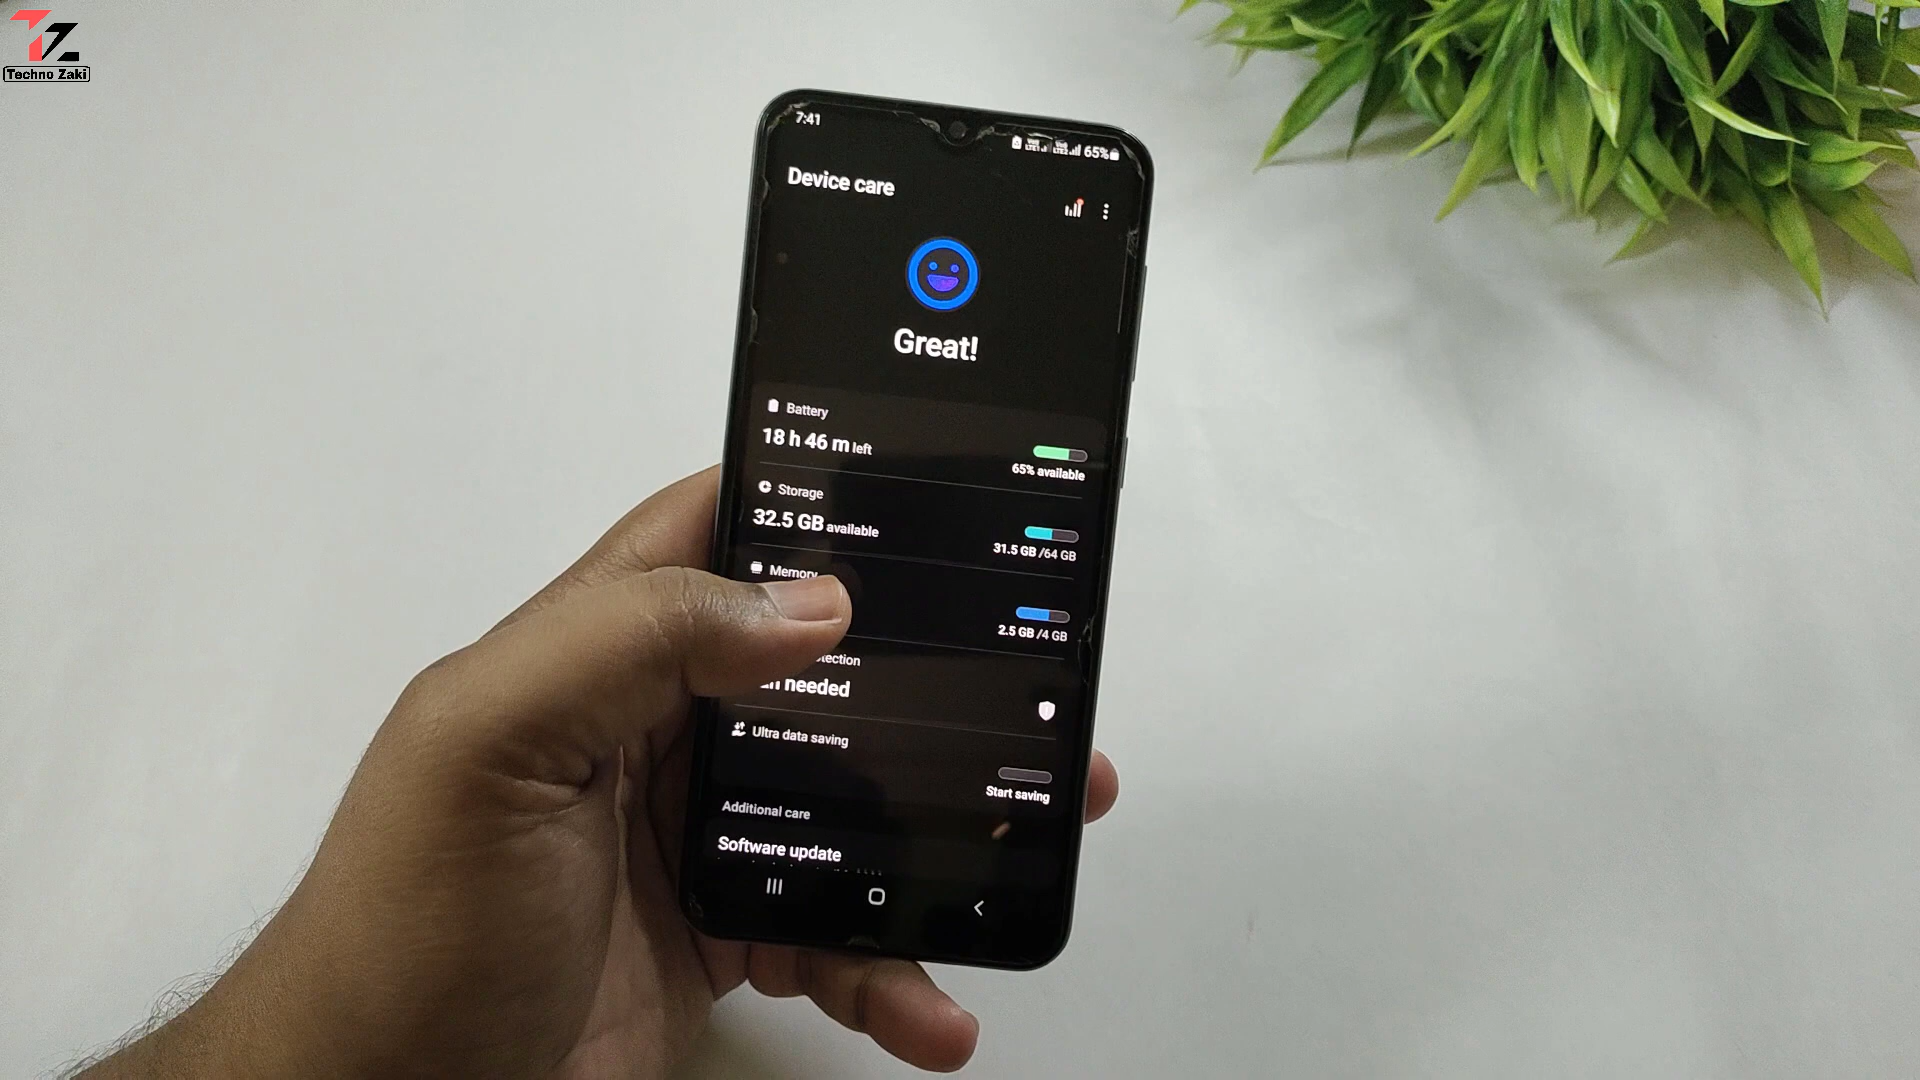 TZ
Techno Zaki
7:41
65%
Device care
Great!
Battery
18 h 46 m left
65% available
Storage
32.5 GB available
31.5 GB /64 GB
Memory
2.5 GB /4 GB
needed
Ultra data saving
Start saving
Additional care
Software update